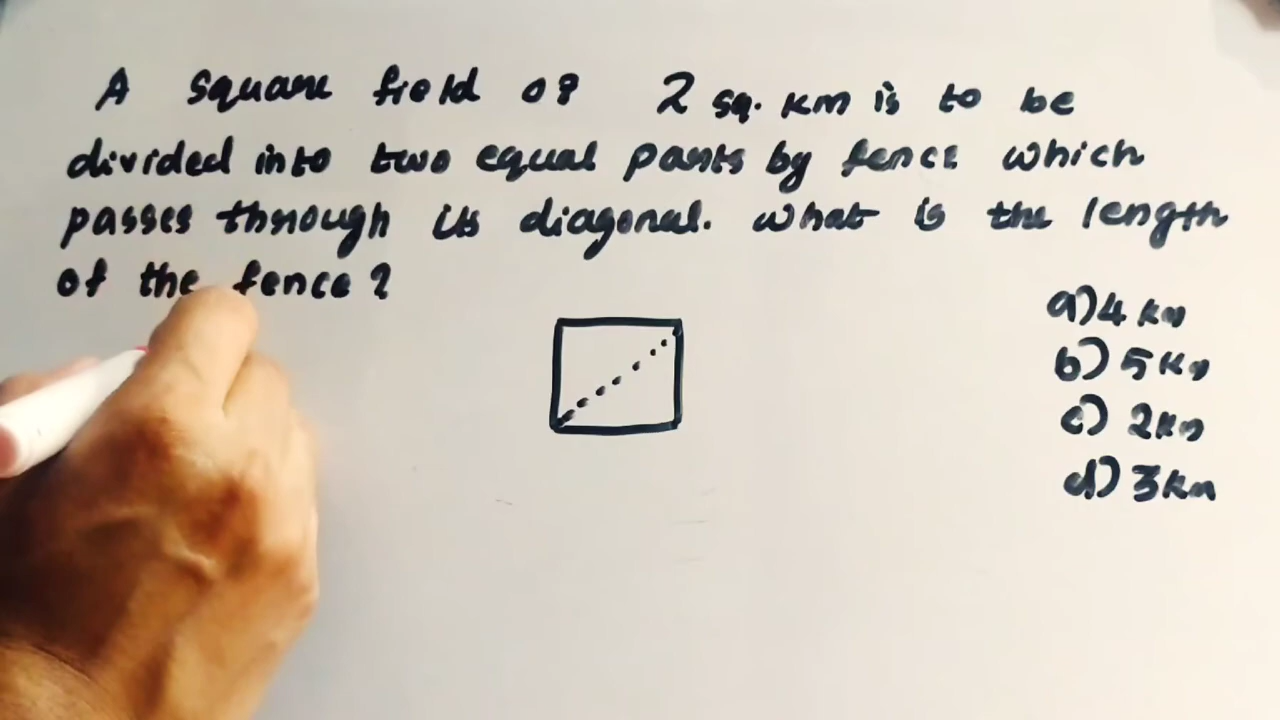 A square field of 2 sq. km is to be
divided into two equal parts by fence which
passes through its diagonal. what is the length
of the fence?
a) 4 km
b) 5 km
c) 2 km
d) 3 km